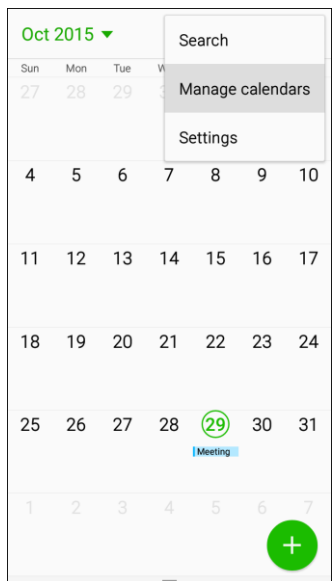 Oct 2015
Search
Sun Mon Tue W
27 28 29
Manage calendars
Settings
4 5 6 7 8 9 10
11 12 13 14 15 16 17
18 19 20 21 22 23 24
25 26 27 28 29 30 31
Meeting
1 2 3 4 5 6 7
+